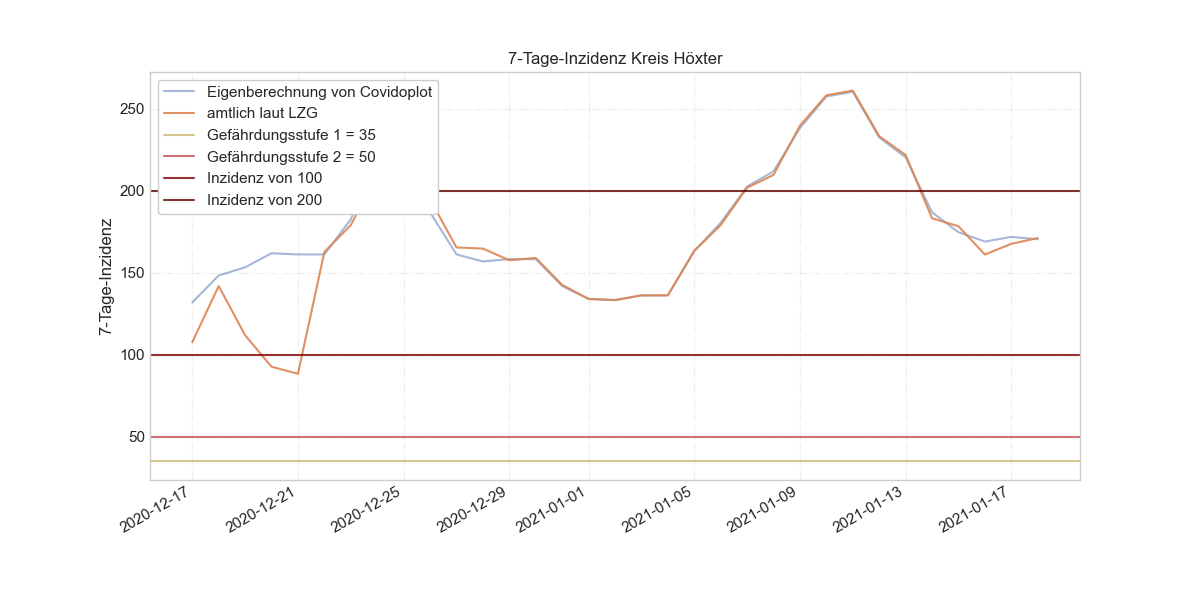 7-Tage-Inzidenz Kreis Höxter
Eigenberechnung von Covidoplot
amtlich laut LZG
Gefährdungsstufe 1 = 35
Gefährdungsstufe 2 = 50
Inzidenz von 100
Inzidenz von 200
7-Tage-Inzidenz
250
200
150
100
50
2020-12-17
2020-12-21
2020-12-25
2020-12-29
2021-01-01
2021-01-05
2021-01-09
2021-01-13
2021-01-17